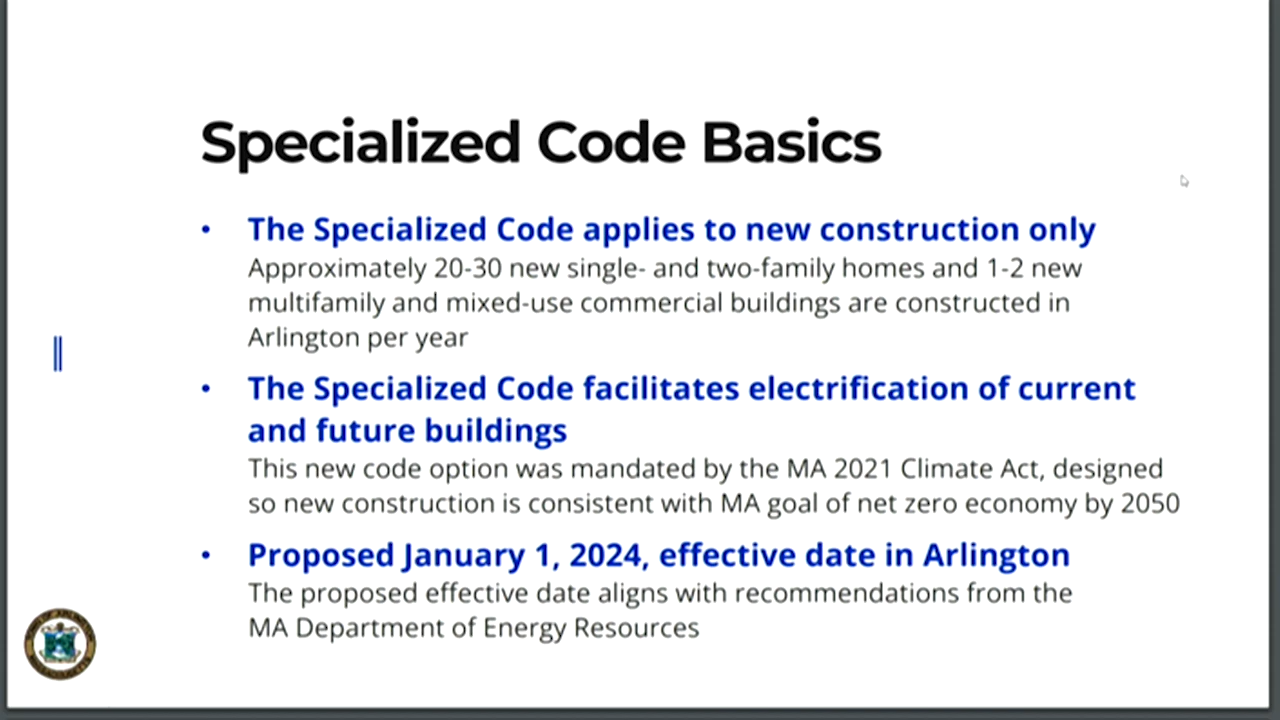 Specialized Code Basics
• The Specialized Code applies to new construction only
Approximately 20-30 new single- and two-family homes and 1-2 new
multifamily and mixed-use commercial buildings are constructed in
Arlington per year
• The Specialized Code facilitates electrification of current
and future buildings
This new code option was mandated by the MA 2021 Climate Act, designed
so new construction is consistent with MA goal of net zero economy by 2050
• Proposed January 1, 2024, effective date in Arlington
The proposed effective date aligns with recommendations from the
MA Department of Energy Resources